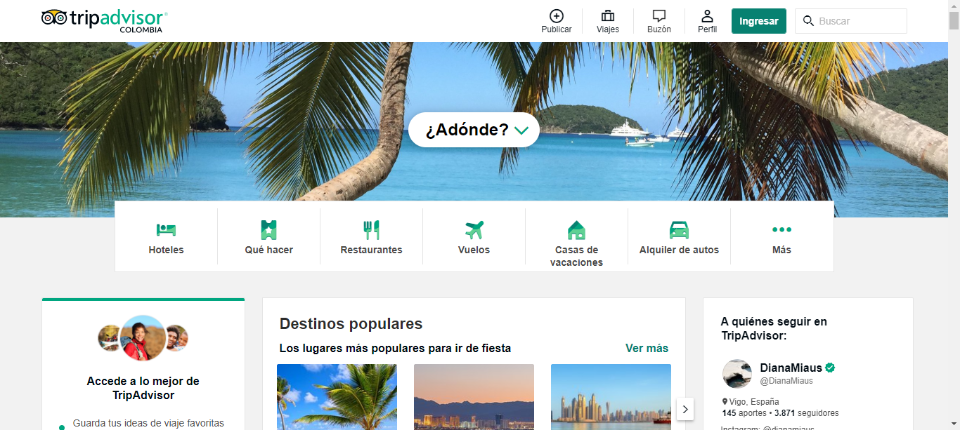 tripadvisor®
COLOMBIA
Publicar
Viajes
Buzón
Perfil
Ingresar
Buscar
¿Adónde?
Hoteles
Qué hacer
Restaurantes
Vuelos
Casas de
vacaciones
Alquiler de autos
Más
Accede a lo mejor de
TripAdvisor
Guarda tus ideas de viaje favoritas
Destinos populares
Los lugares más populares para ir de fiesta
Ver más
A quiénes seguir en
TripAdvisor:
DianaMiaus
@DianaMiaus
Vigo, España
145 aportes • 3.871 seguidores
Instagram: @dianamiaus